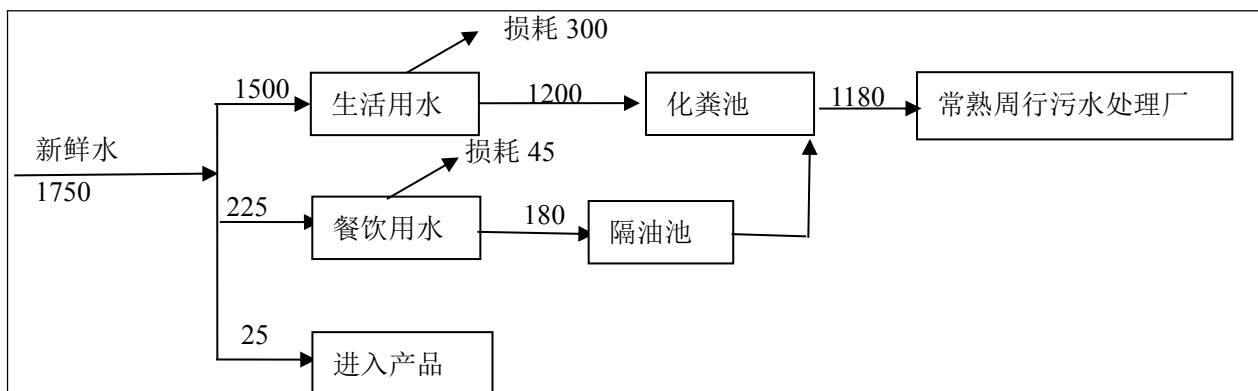 损耗 300
1500
生活用水
1200
化粪池
1180
常熟周行污水处理厂
新鲜水
1750
损耗 45
225
餐饮用水
180
隔油池
25
进入产品